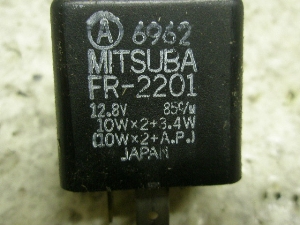 A 6962
MITSUBA
FR-2201
12.8V 85c/m
10W×2+3.4W
(10W×2+A.P.J
JAPAN